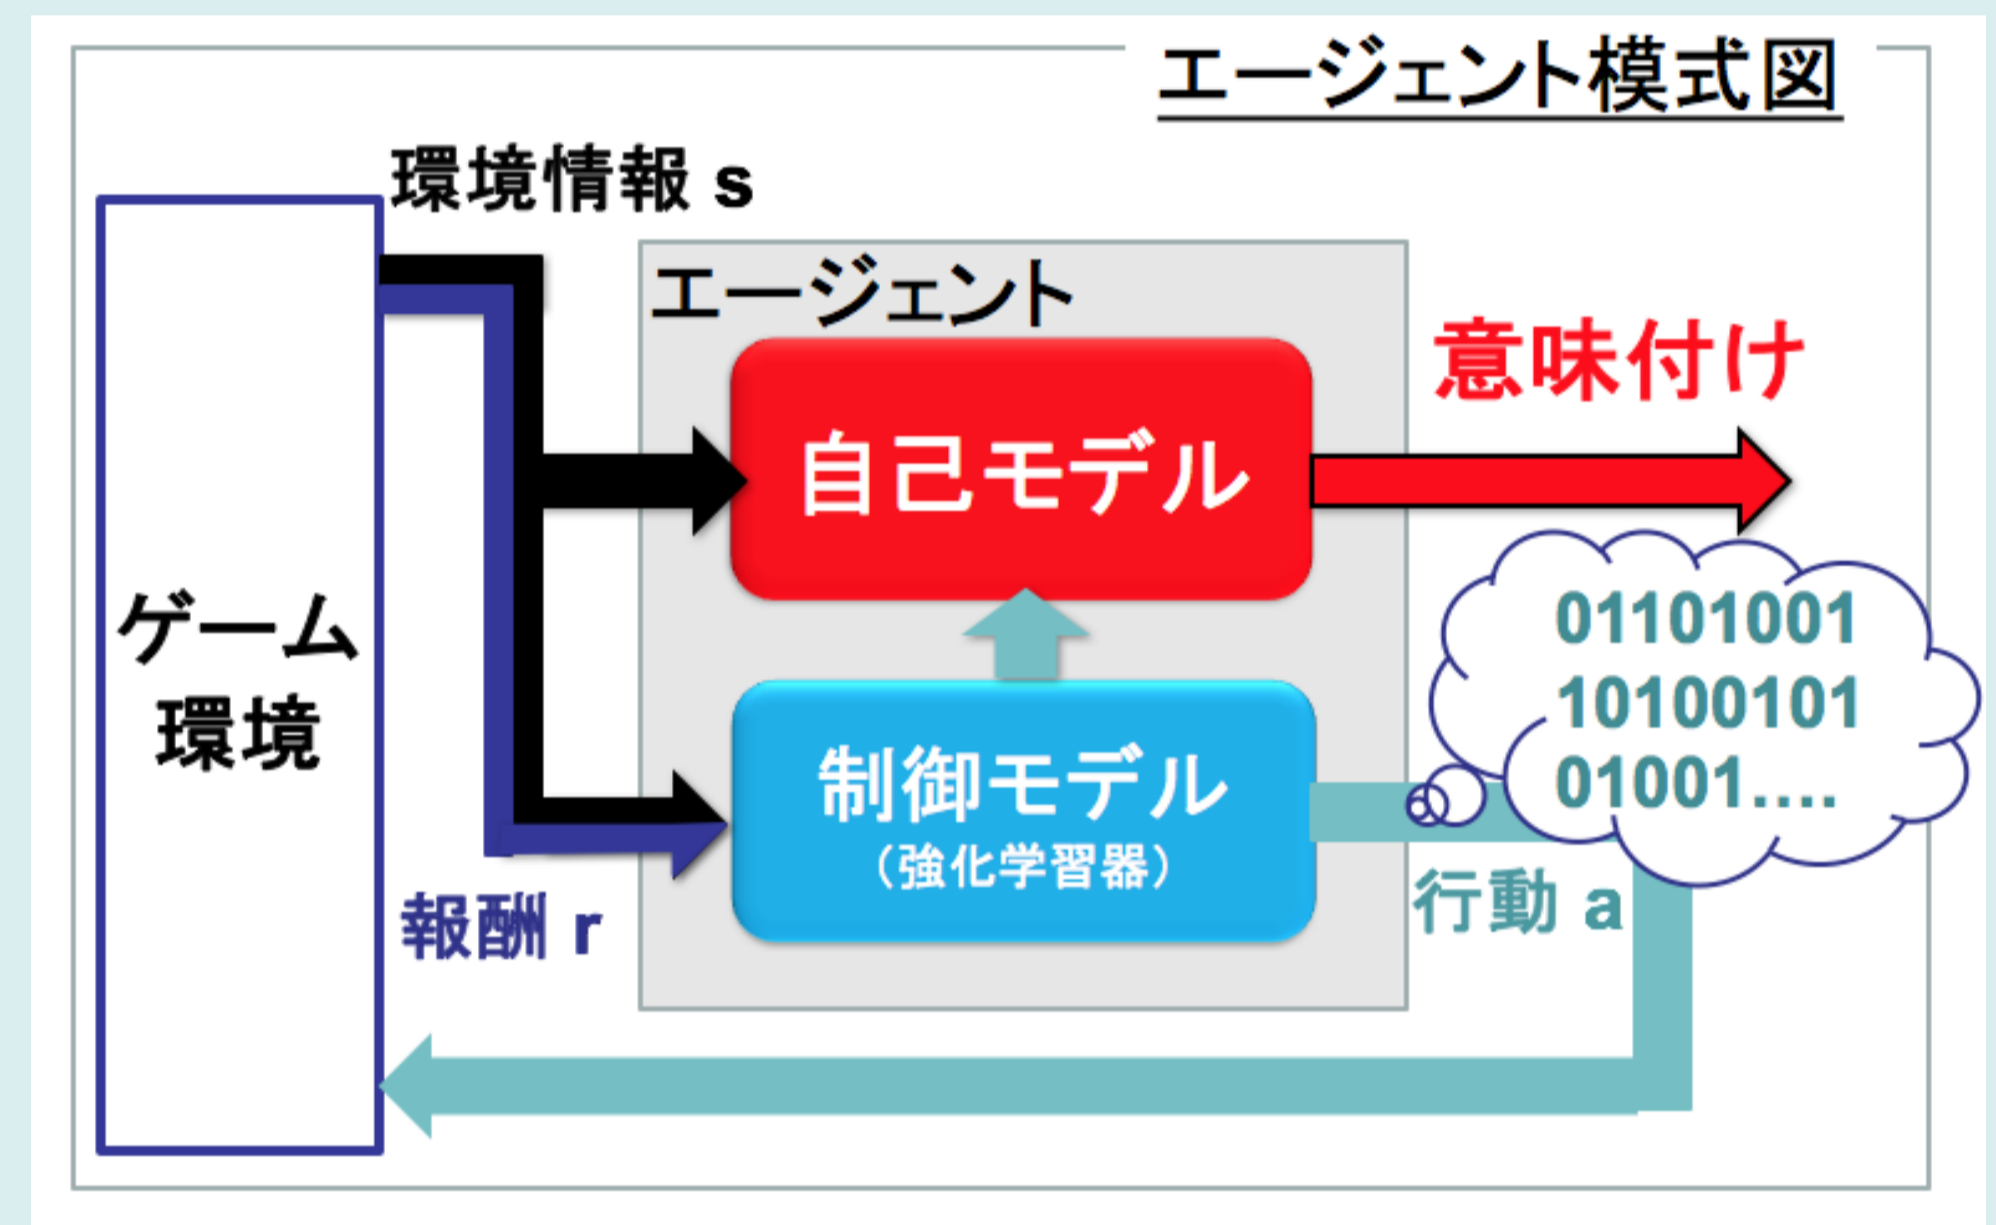 エージェント模式図
環境情報 s
エージェント
意味付け
自己モデル
ゲーム
環境
01101001
10100101
01001....
制御モデル
（強化学習器）
行動 a
報酬 r